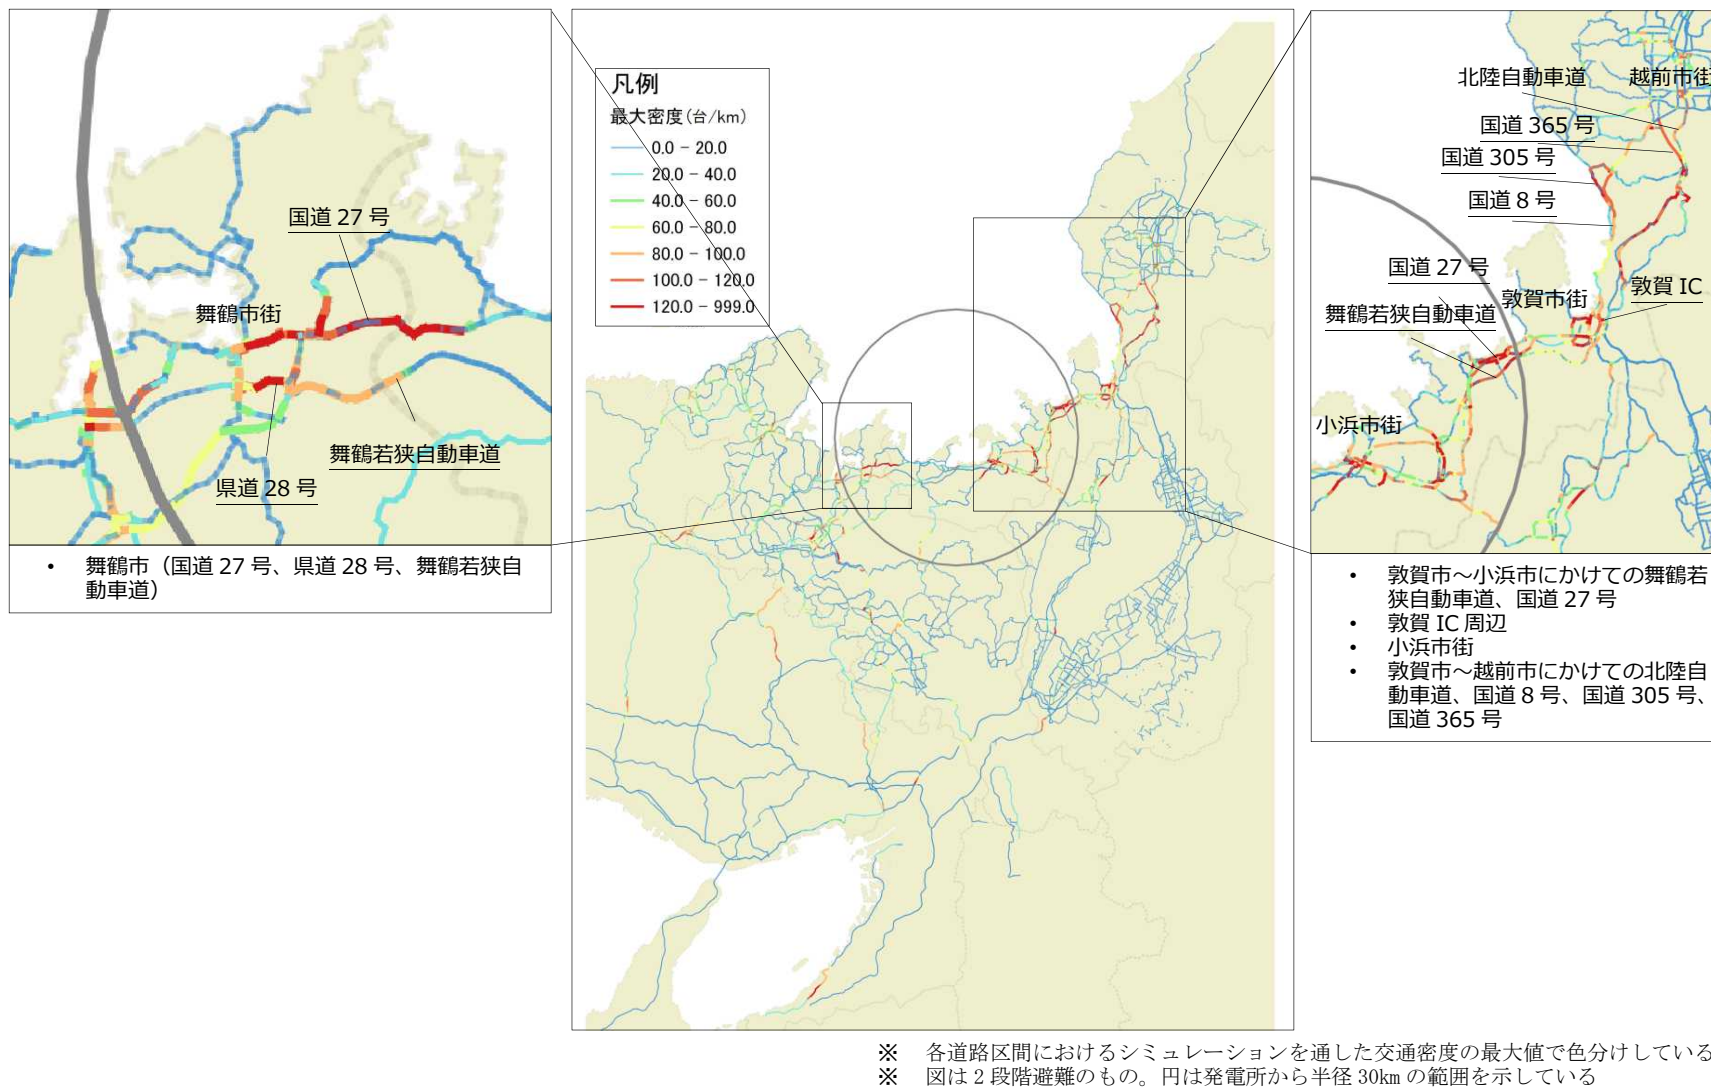 国道 27 号
舞鶴市街
舞鶴若狭自動車道
県道 28 号
• 舞鶴市（国道 27 号、県道 28 号、舞鶴若狭自
動車道）
凡例
最大密度(台/km)
0.0 − 20.0
20.0 − 40.0
40.0 − 60.0
60.0 − 80.0
80.0 − 100.0
100.0 − 120.0
120.0 − 999.0
北陸自動車道 越前市街
国道 365 号
国道 305 号
国道 8 号
国道 27 号
敦賀市街 敦賀 IC
舞鶴若狭自動車道
小浜市街
• 敦賀市～小浜市にかけての舞鶴若
狭自動車道、国道 27 号
• 敦賀 IC 周辺
• 小浜市街
• 敦賀市～越前市にかけての北陸自
動車道、国道 8 号、国道 305 号、
国道 365 号
※ 各道路区間におけるシミュレーションを通した交通密度の最大値で色分けしている
※ 図は 2 段階避難のもの。円は発電所から半径 30km の範囲を示している